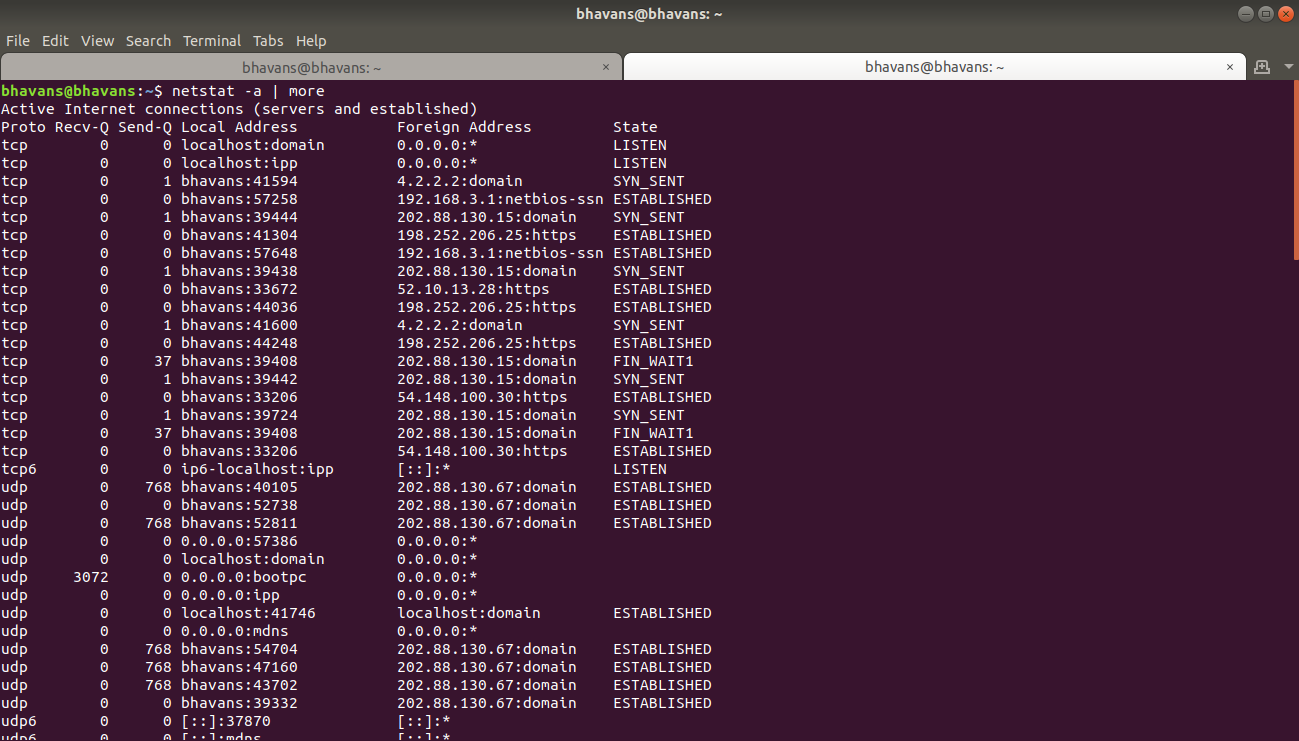 bhavans@bhavans: ~
File Edit View Search Terminal Tabs Help
bhavans@bhavans: ~ × bhavans@bhavans: ~ ×
bhavans@bhavans:~$ netstat -a | more
Active Internet connections (servers and established)
Proto Recv-Q Send-Q Local Address           Foreign Address         State
tcp        0      0 localhost:domain        0.0.0.0:*               LISTEN
tcp        0      0 localhost:ipp           0.0.0.0:*               LISTEN
tcp        0      1 bhavans:41594           4.2.2.2:domain          SYN_SENT
tcp        0      0 bhavans:57258           192.168.3.1:netbios-ssn ESTABLISHED
tcp        0      1 bhavans:39444           202.88.130.15:domain    SYN_SENT
tcp        0      0 bhavans:41304           198.252.206.25:https    ESTABLISHED
tcp        0      0 bhavans:57648           192.168.3.1:netbios-ssn ESTABLISHED
tcp        0      1 bhavans:39438           202.88.130.15:domain    SYN_SENT
tcp        0      0 bhavans:33672           52.10.13.28:https       ESTABLISHED
tcp        0      0 bhavans:44036           198.252.206.25:https    ESTABLISHED
tcp        0      1 bhavans:41600           4.2.2.2:domain          SYN_SENT
tcp        0      0 bhavans:44248           198.252.206.25:https    ESTABLISHED
tcp        0     37 bhavans:39408           202.88.130.15:domain    FIN_WAIT1
tcp        0      1 bhavans:39442           202.88.130.15:domain    SYN_SENT
tcp        0      0 bhavans:33206           54.148.100.30:https     ESTABLISHED
tcp        0      1 bhavans:39724           202.88.130.15:domain    SYN_SENT
tcp        0     37 bhavans:39408           202.88.130.15:domain    FIN_WAIT1
tcp        0      0 bhavans:33206           54.148.100.30:https     ESTABLISHED
tcp6       0      0 ip6-localhost:ipp       [::]:*                  LISTEN
udp        0    768 bhavans:40105           202.88.130.67:domain    ESTABLISHED
udp        0      0 bhavans:52738           202.88.130.67:domain    ESTABLISHED
udp        0    768 bhavans:52811           202.88.130.67:domain    ESTABLISHED
udp        0      0 0.0.0.0:57386           0.0.0.0:*
udp        0      0 localhost:domain        0.0.0.0:*
udp     3072      0 0.0.0.0:bootpc          0.0.0.0:*
udp        0      0 0.0.0.0:ipp             0.0.0.0:*
udp        0      0 localhost:41746         localhost:domain        ESTABLISHED
udp        0      0 0.0.0.0:mdns            0.0.0.0:*
udp        0    768 bhavans:54704           202.88.130.67:domain    ESTABLISHED
udp        0    768 bhavans:47160           202.88.130.67:domain    ESTABLISHED
udp        0    768 bhavans:43702           202.88.130.67:domain    ESTABLISHED
udp        0      0 bhavans:39332           202.88.130.67:domain    ESTABLISHED
udp6       0      0 [::]:37870              [::]:*
udp6       0      0 [::]:mdns               [::]:*